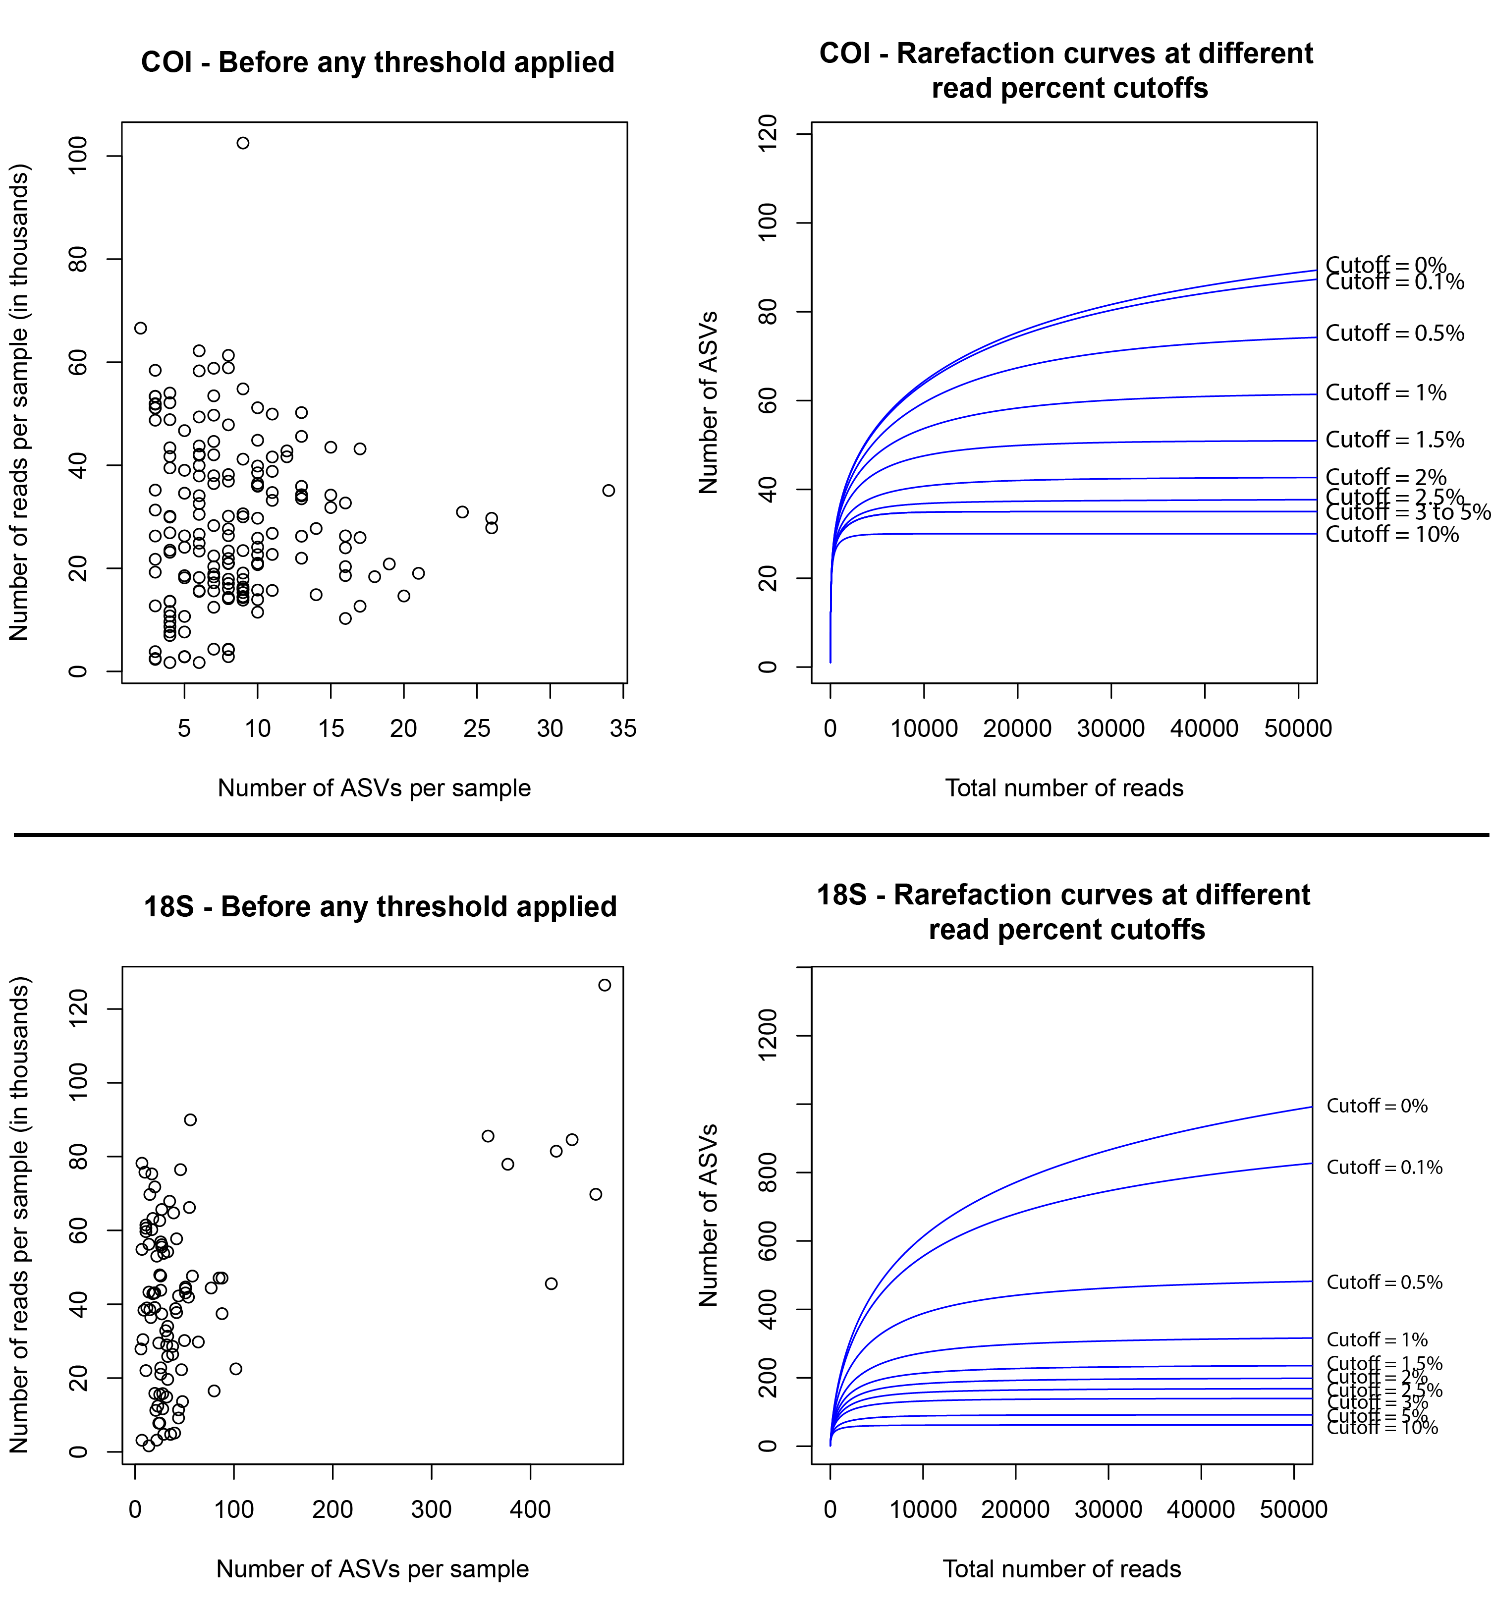 COI - Before any threshold applied
Number of reads per sample (in thousands)
100
80
60
40
20
0
5 10 15 20 25 30 35
Number of ASVs per sample
COI - Rarefaction curves at different
read percent cutoffs
Number of ASVs
120
100
80
60
40
20
0
Cutoff = 0%
Cutoff = 0.1%
Cutoff = 0.5%
Cutoff = 1%
Cutoff = 1.5%
Cutoff = 2%
Cutoff = 2.5%
Cutoff = 3 to 5%
Cutoff = 10%
0 10000 20000 30000 40000 50000
Total number of reads
18S - Before any threshold applied
Number of reads per sample (in thousands)
120
100
80
60
40
20
0
0 100 200 300 400
Number of ASVs per sample
18S - Rarefaction curves at different
read percent cutoffs
Number of ASVs
1200
800
600
400
200
0
Cutoff = 0%
Cutoff = 0.1%
Cutoff = 0.5%
Cutoff = 1%
Cutoff = 1.5%
Cutoff = 2%
Cutoff = 2.5%
Cutoff = 3%
Cutoff = 5%
Cutoff = 10%
0 10000 20000 30000 40000 50000
Total number of reads